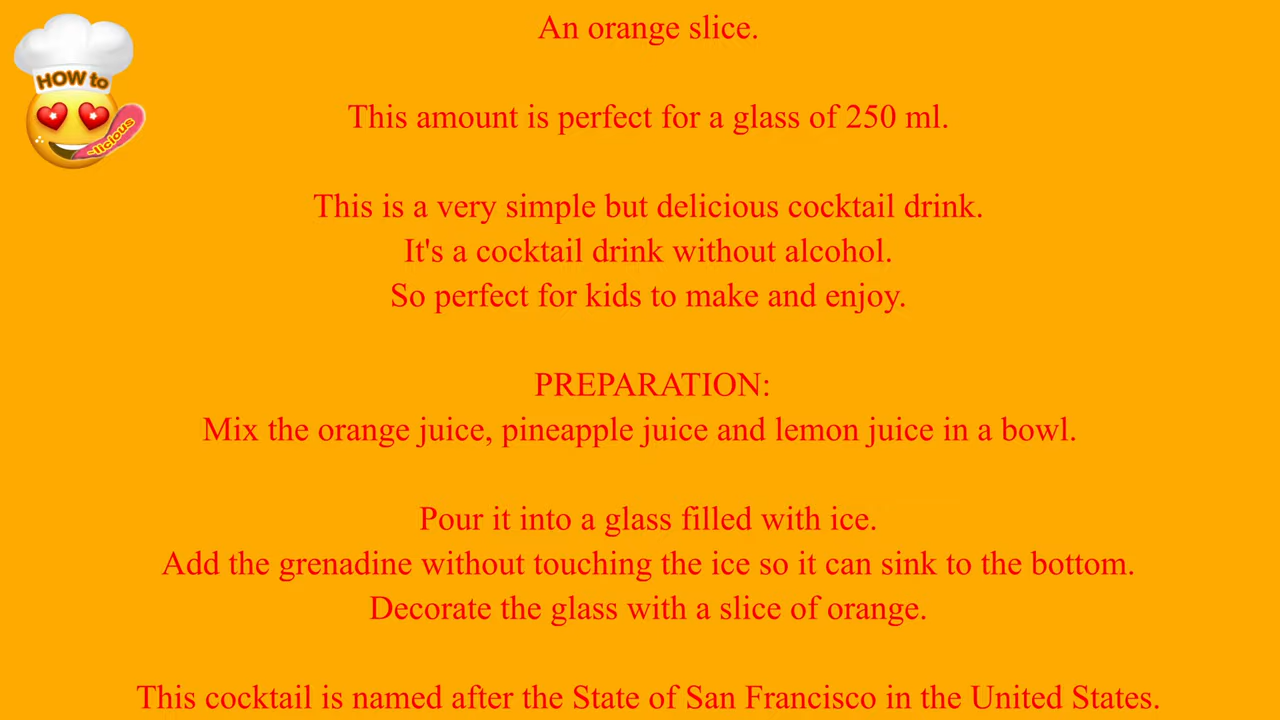 An orange slice.
HOW to
This amount is perfect for a glass of 250 ml.
~licious
This is a very simple but delicious cocktail drink.
It's a cocktail drink without alcohol.
So perfect for kids to make and enjoy.
PREPARATION:
Mix the orange juice, pineapple juice and lemon juice in a bowl.
Pour it into a glass filled with ice.
Add the grenadine without touching the ice so it can sink to the bottom.
Decorate the glass with a slice of orange.
This cocktail is named after the State of San Francisco in the United States.